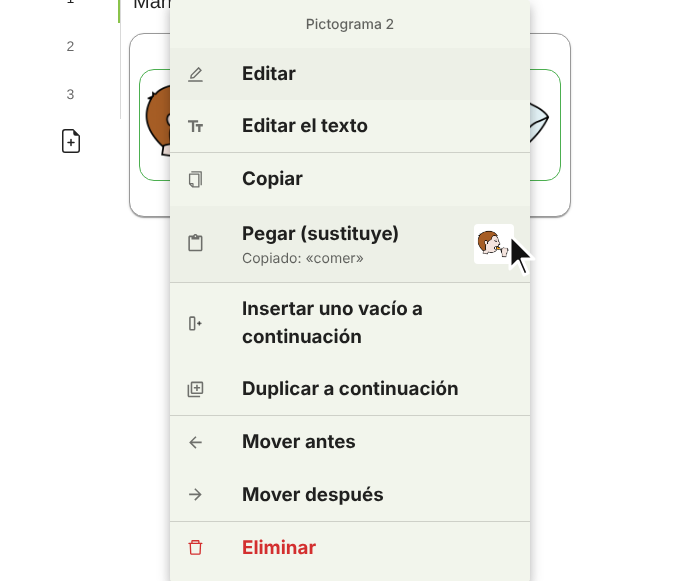 Pictograma 2
2
3
Editar
Editar el texto
Copiar
Pegar (sustituye)
Copiado: «comer»
Insertar uno vacío a
continuación
Duplicar a continuación
Mover antes
Mover después
Eliminar